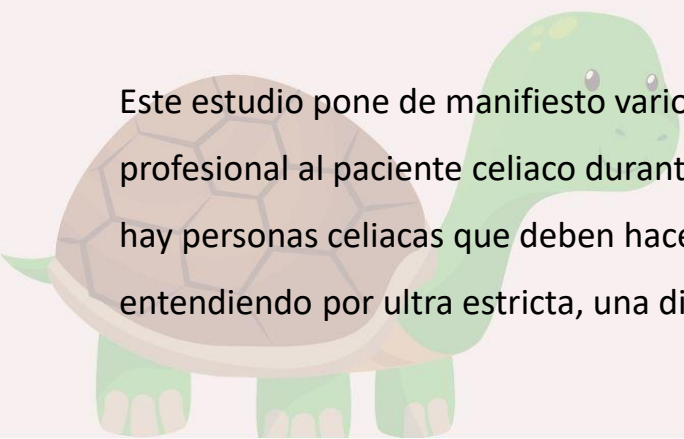 Este estudio pone de manifiesto vario
profesional al paciente celiaco durant
hay personas celiacas que deben hace
entendiendo por ultra estricta, una di